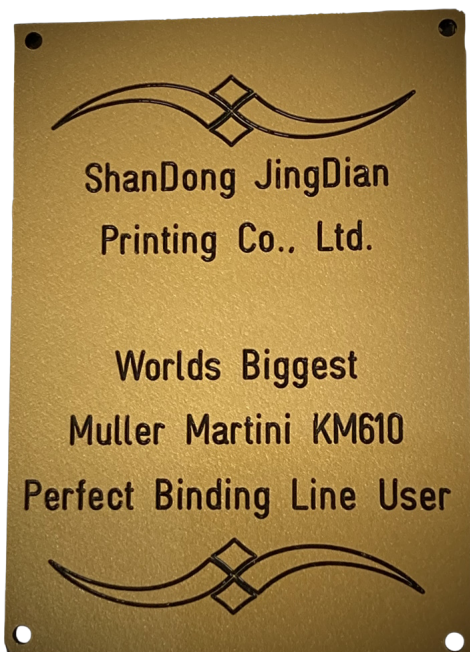 ShanDong JingDian
Printing Co., Ltd.
Worlds Biggest
Muller Martini KM610
Perfect Binding Line User